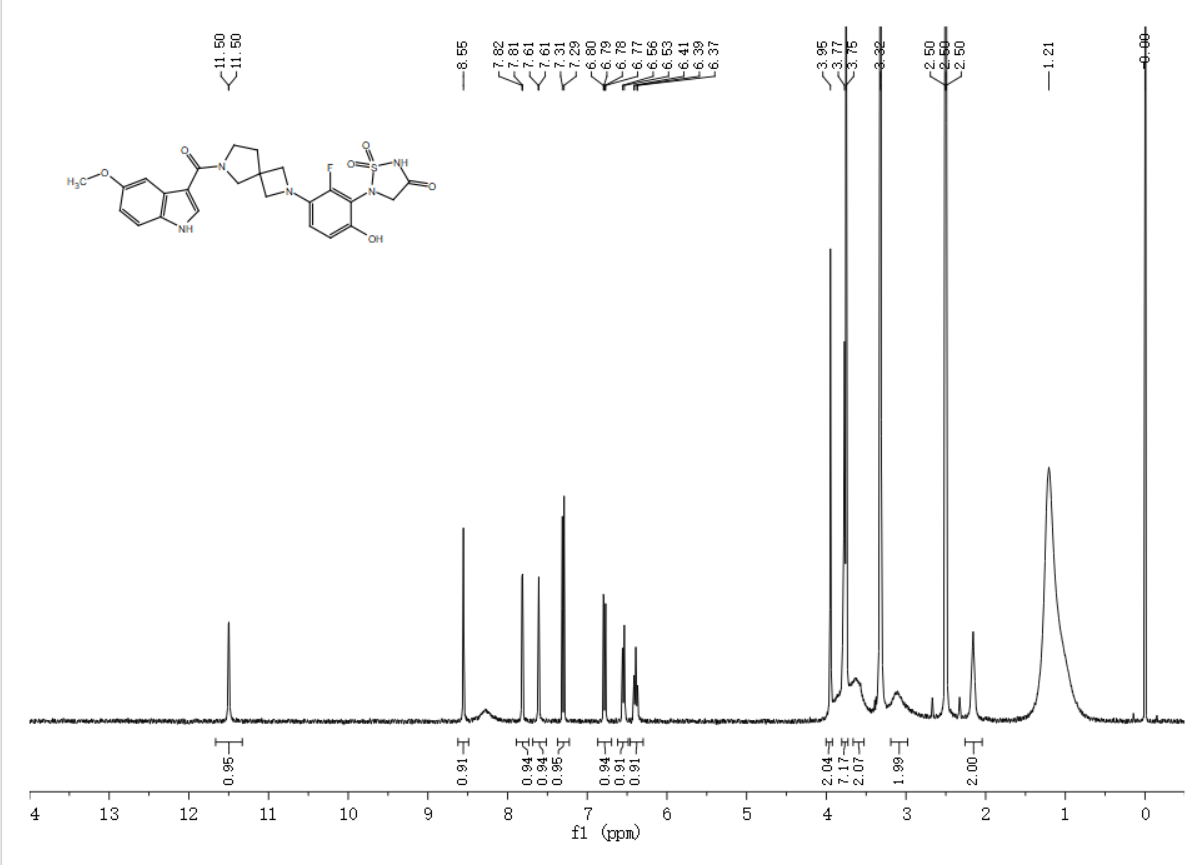 11.50
11.50
8.55
7.82
7.81
7.61
7.61
7.31
7.29
6.80
6.79
6.78
6.77
6.56
6.53
6.41
6.39
6.37
3.95
3.77
3.75
3.32
2.50
2.50
2.50
1.21
-0.00
O
O
H3C
N
NH
N
F
O
O
S
NH
N
O
OH
0.95
0.91
0.94
0.94
0.95
0.94
0.91
0.91
2.04
7.17
2.07
1.99
2.00
4 13 12 11 10 9 8 7 6 5 4 3 2 1 0
f1 (ppm)